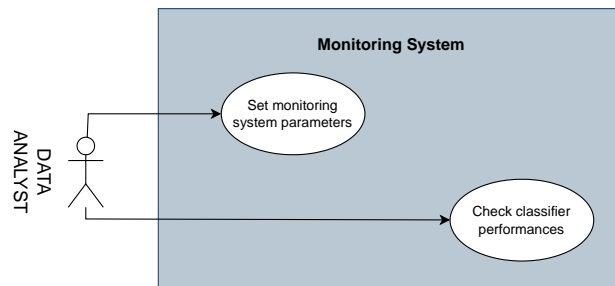 Monitoring System
Set monitoring
system parameters
DATA
ANALYST
Check classifier
performances